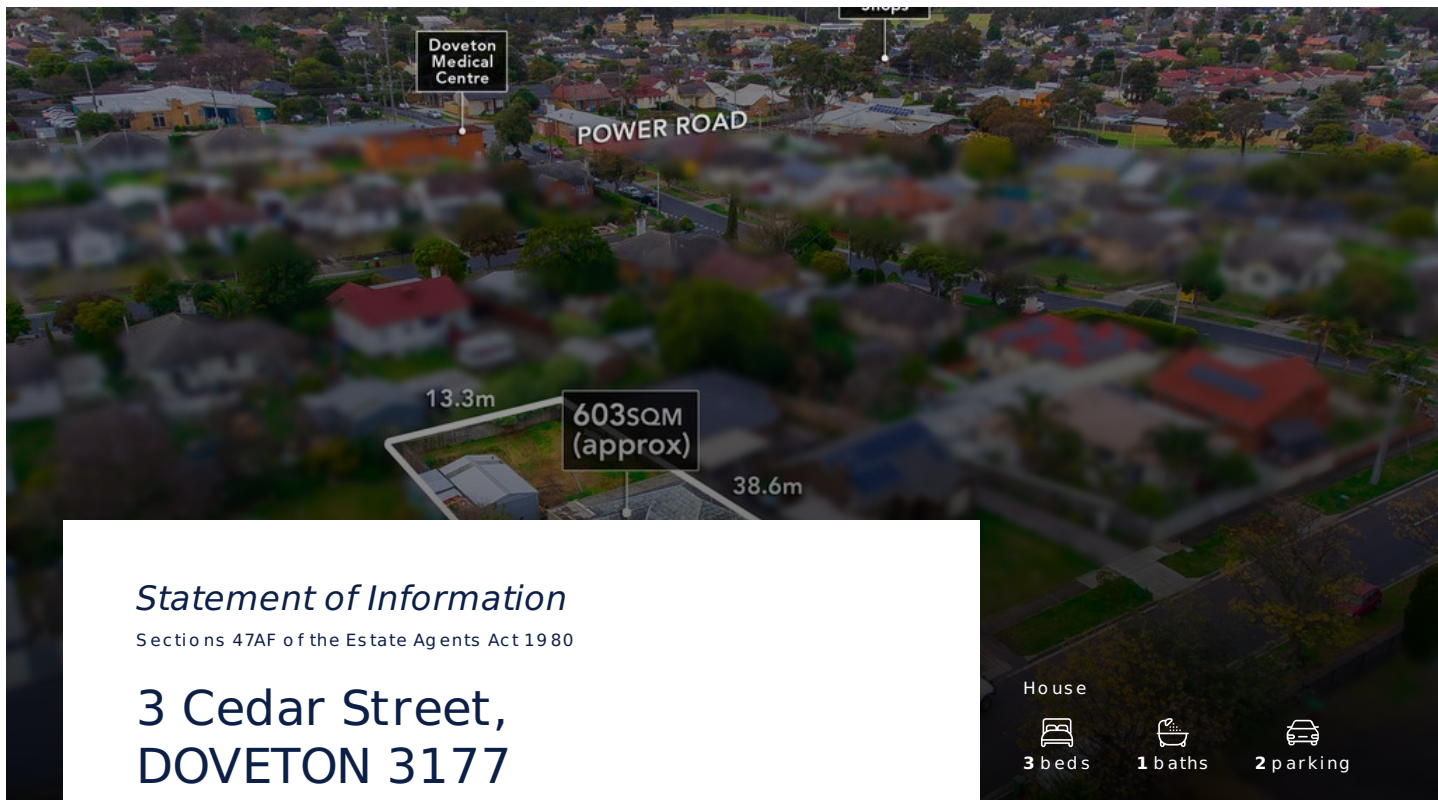 Shops
Doveton
Medical
Centre
POWER ROAD
13.3m
603SQM
(approx)
38.6m
Statement of Information
Sections 47AF of the Estate Agents Act 1980
3 Cedar Street,
DOVETON 3177
House
3 beds 1 baths 2 parking